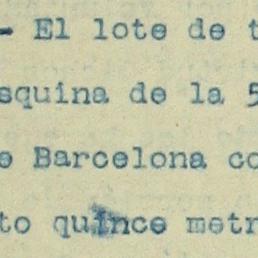 - El lote de t
squina de la 5
e Barcelona co
to quince metr